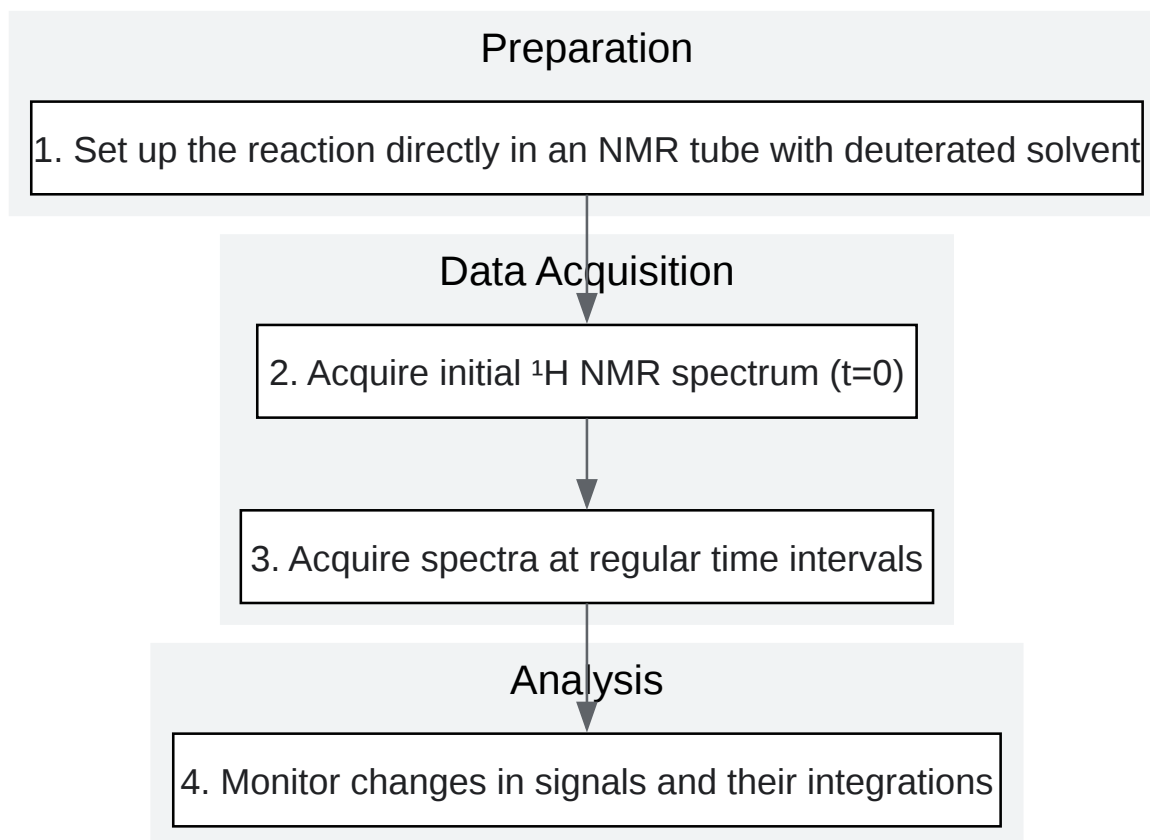 Preparation
1. Set up the reaction directly in an NMR tube with deuterated solvent
Data Acquisition
2. Acquire initial ¹H NMR spectrum (t=0)
3. Acquire spectra at regular time intervals
Analysis
4. Monitor changes in signals and their integrations